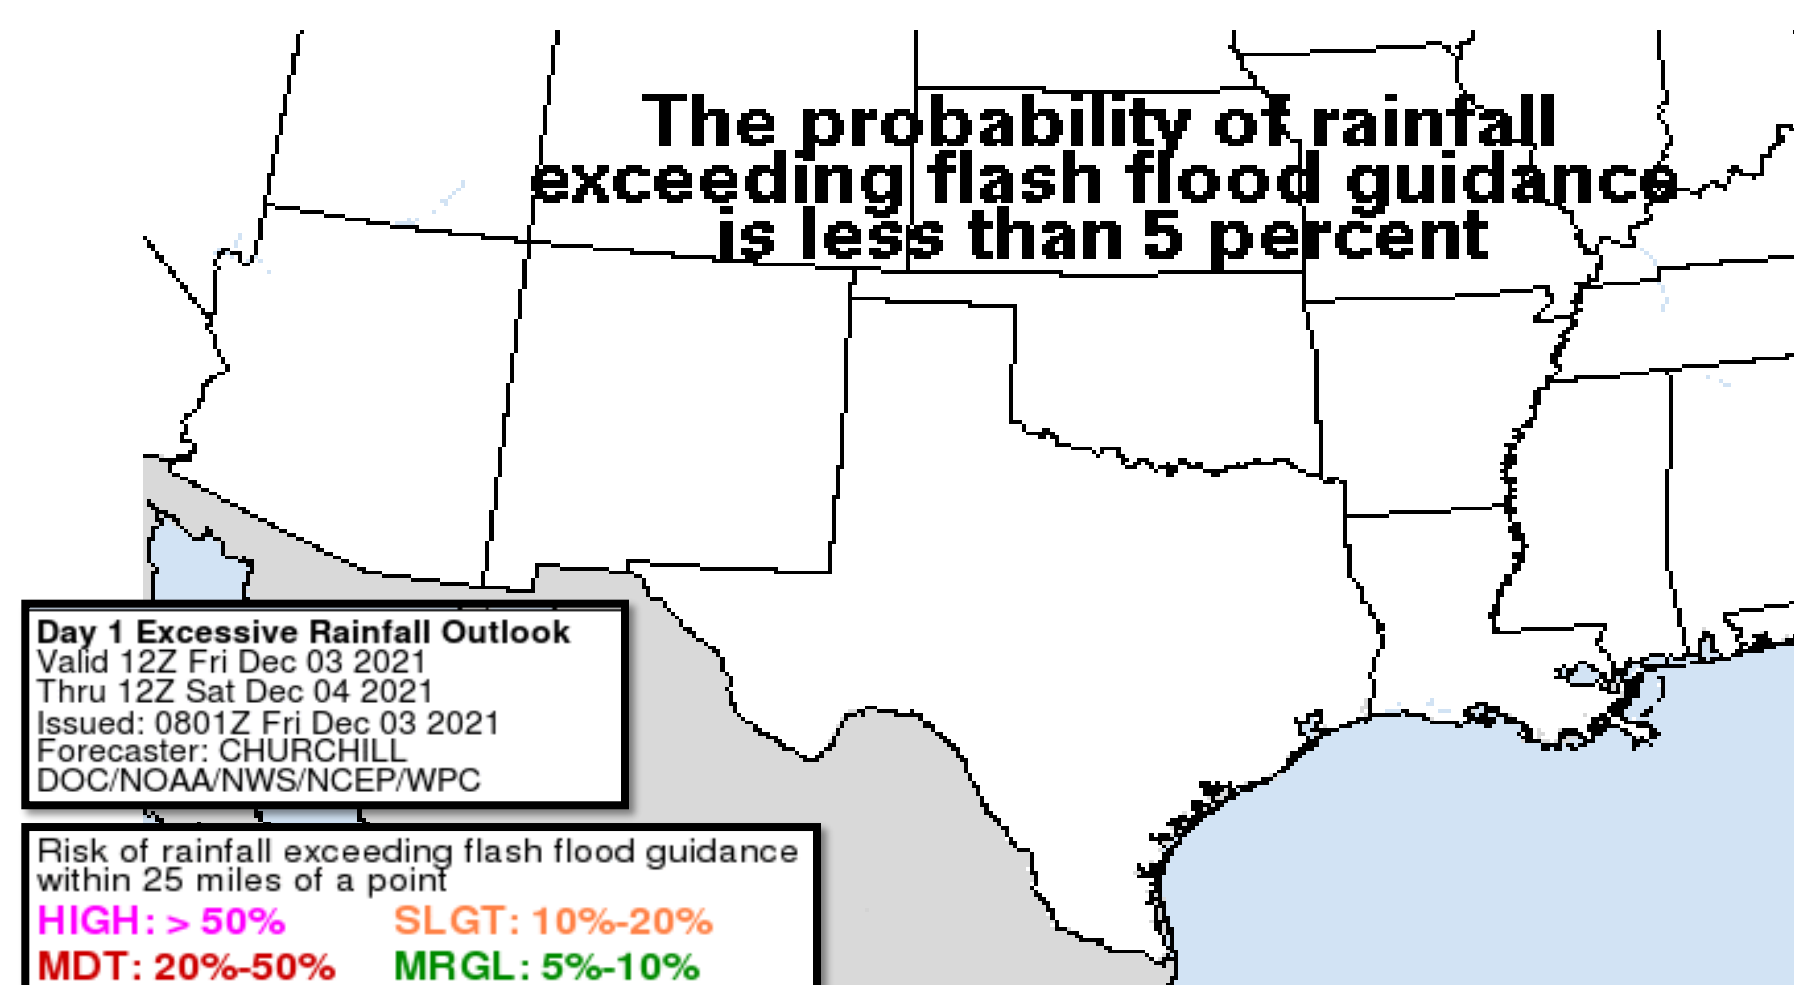 The probability of rainfall
exceeding flash flood guidance
is less than 5 percent
Day 1 Excessive Rainfall Outlook
Valid 12Z Fri Dec 03 2021
Thru 12Z Sat Dec 04 2021
Issued: 0801Z Fri Dec 03 2021
Forecaster: CHURCHILL
DOC/NOAA/NWS/NCEP/WPC
Risk of rainfall exceeding flash flood guidance
within 25 miles of a point
HIGH: > 50% SLGT: 10%-20%
MDT: 20%-50% MRGL: 5%-10%